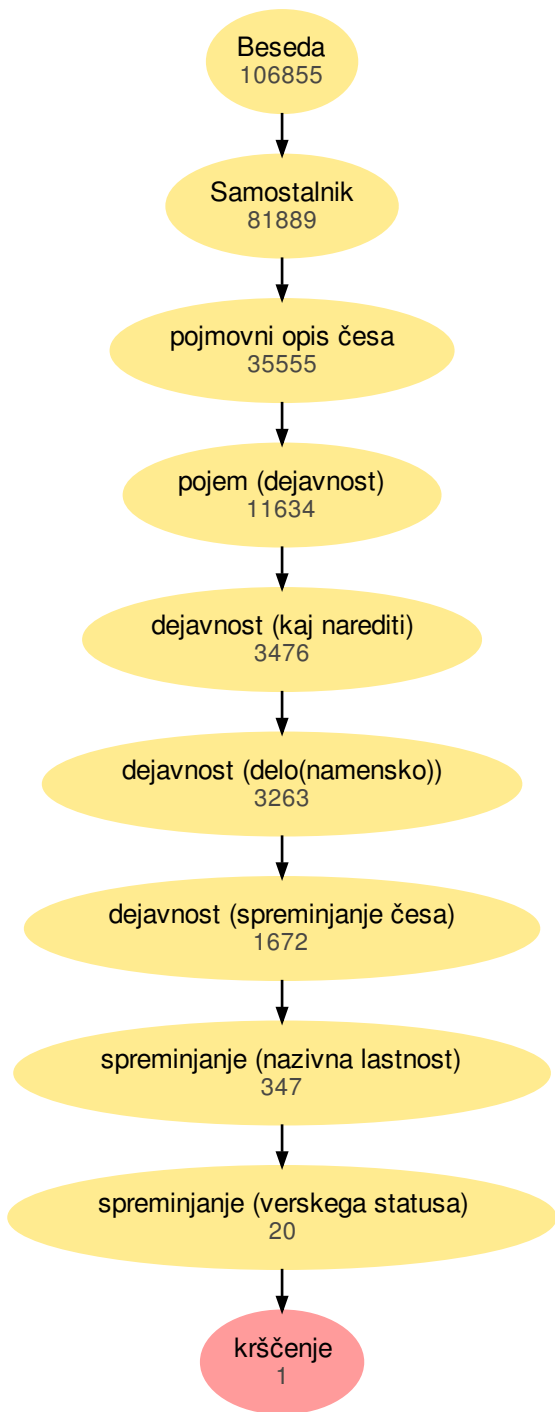 Beseda
106855
Samostalnik
81889
pojmovni opis česa
35555
pojem (dejavnost)
11634
dejavnost (kaj narediti)
3476
dejavnost (delo(namensko))
3263
dejavnost (spreminjanje česa)
1672
spreminjanje (nazivna lastnost)
347
spreminjanje (verskega statusa)
20
krščenje
1